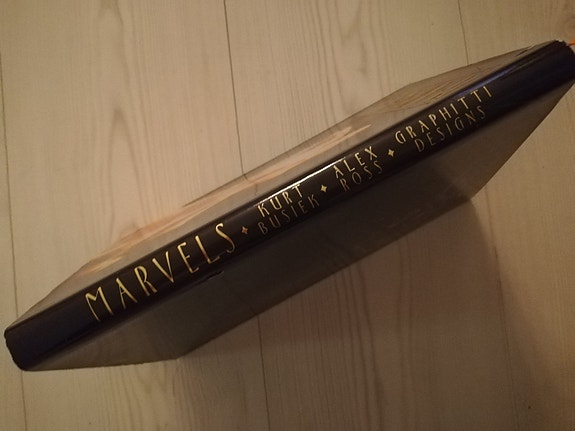 MARVELS
KURT
BUSIEK
ALEX
ROSS
GRAPHITTI
DESIGNS